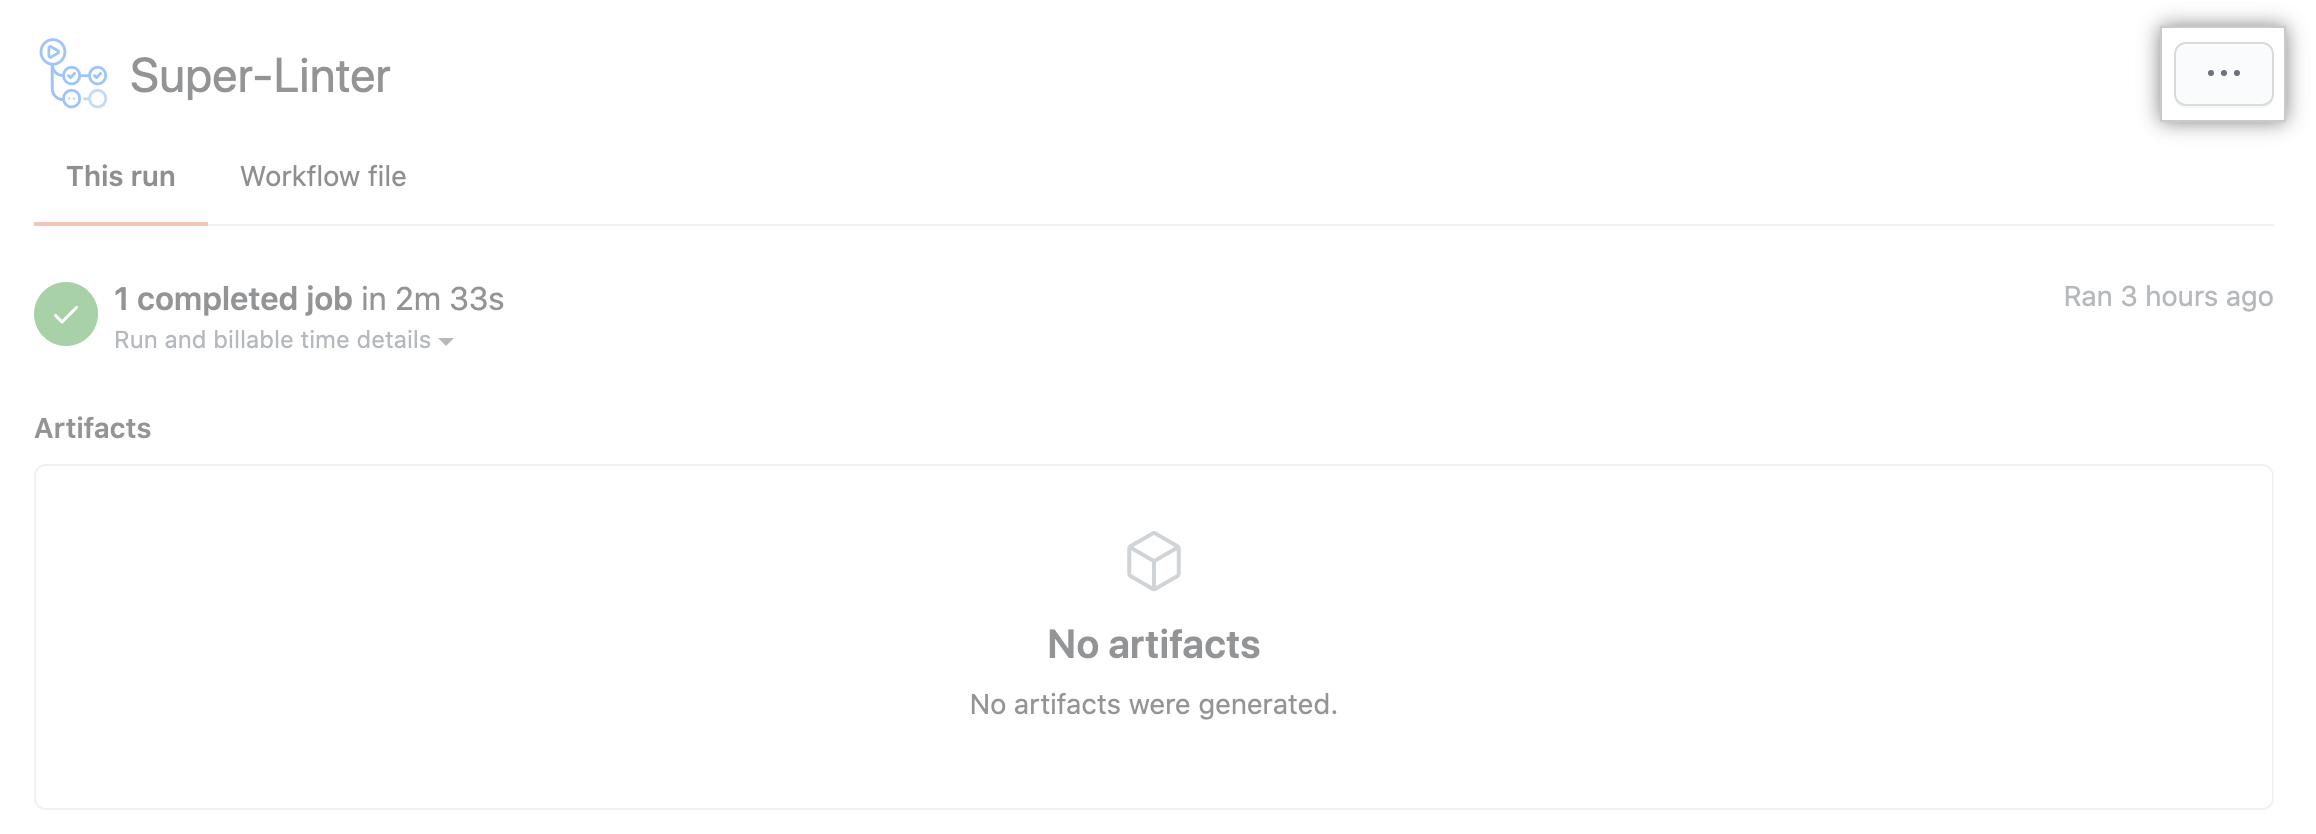 Super-Linter
This run
Workflow file
1 completed job in 2m 33s
Ran 3 hours ago
Run and billable time details
Artifacts
No artifacts
No artifacts were generated.